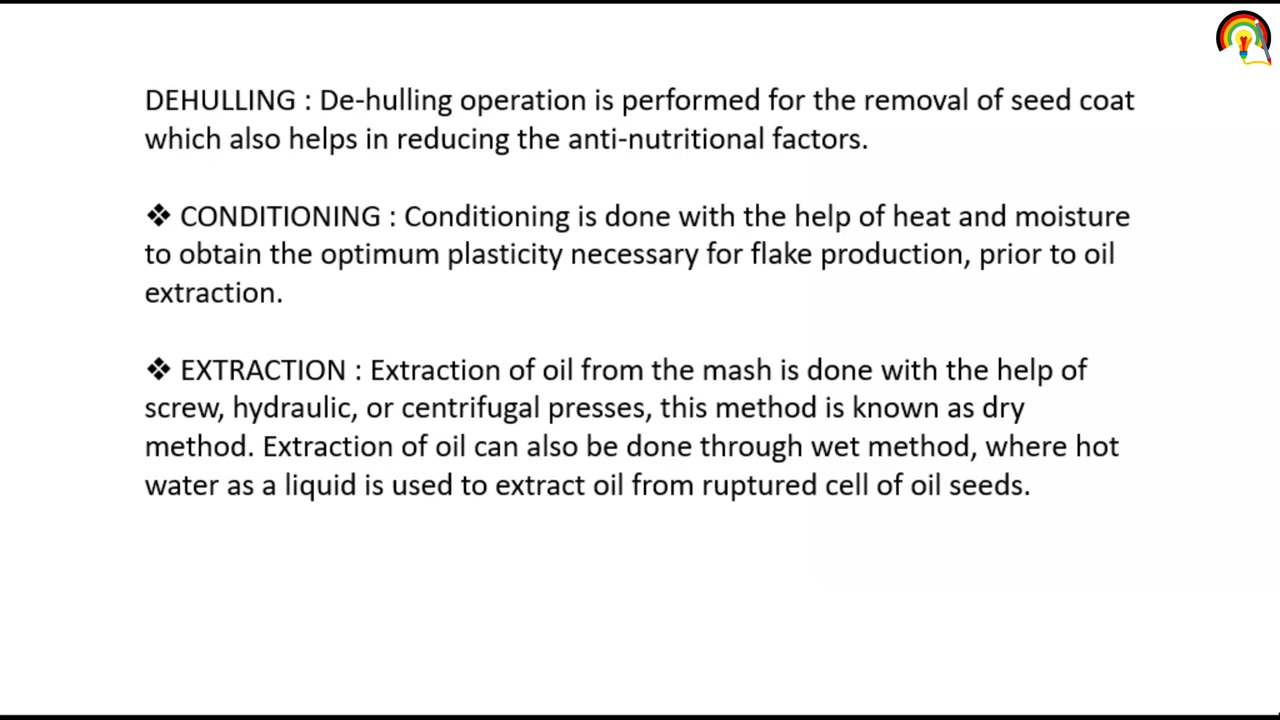 DEHULLING : De-hulling operation is performed for the removal of seed coat
which also helps in reducing the anti-nutritional factors.
❖ CONDITIONING : Conditioning is done with the help of heat and moisture
to obtain the optimum plasticity necessary for flake production, prior to oil
extraction.
❖ EXTRACTION : Extraction of oil from the mash is done with the help of
screw, hydraulic, or centrifugal presses, this method is known as dry
method. Extraction of oil can also be done through wet method, where hot
water as a liquid is used to extract oil from ruptured cell of oil seeds.